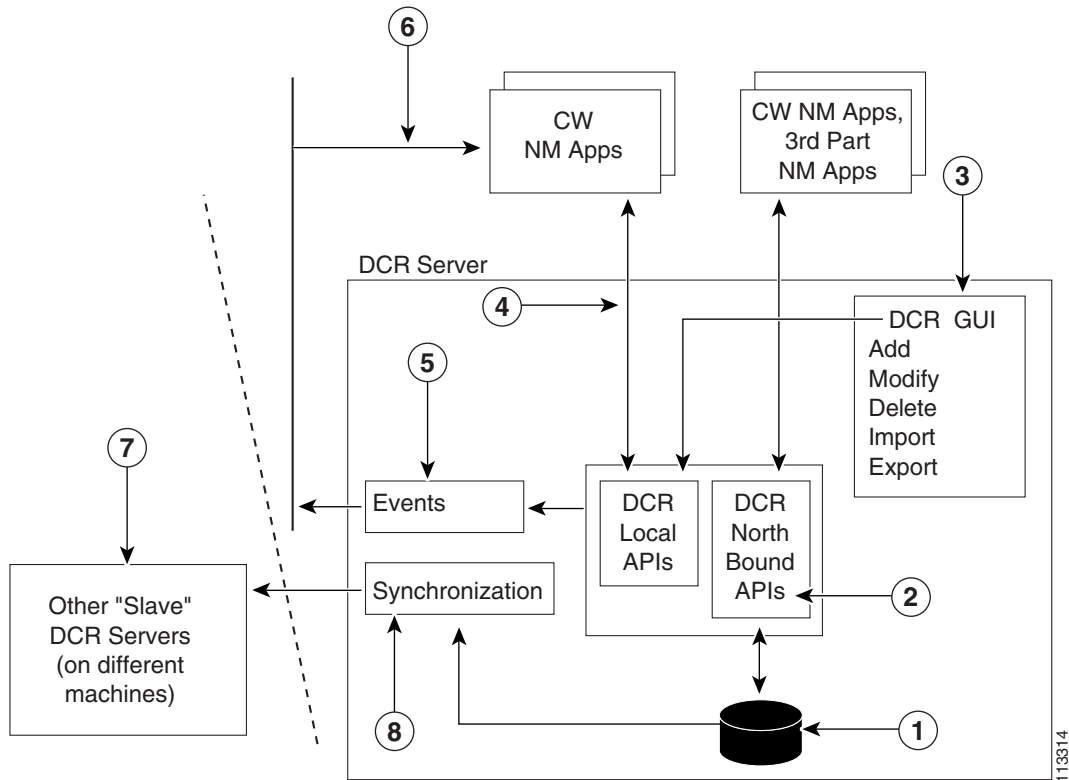 6
CW
NM Apps
CW NM Apps,
3rd Part
NM Apps
3
DCR Server
4
DCR GUI
Add
Modify
Delete
Import
Export
5
7
Events
DCR
Local
APIs
DCR
North
Bound
APIs
2
Synchronization
Other "Slave"
DCR Servers
(on different
machines)
8
1
113314